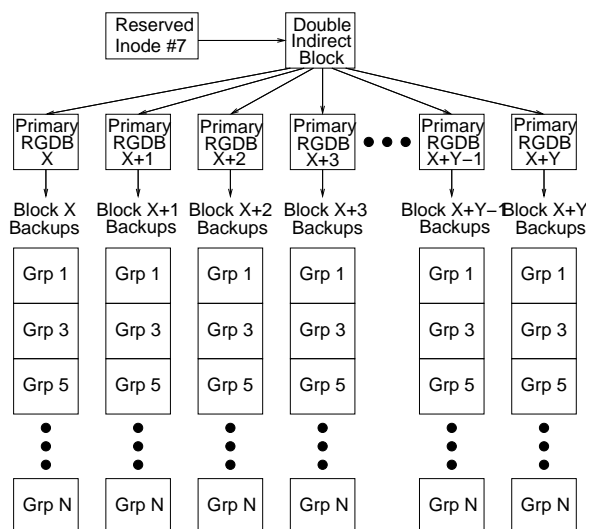 Reserved
Inode #7
Double
Indirect
Block
Primary
RGDB
X
Primary
RGDB
X+1
Primary
RGDB
X+2
Primary
RGDB
X+3
Primary
RGDB
X+Y−1
Primary
RGDB
X+Y
Block X
Backups
Block X+1
Backups
Block X+2
Backups
Block X+3
Backups
Block X+Y−1
Backups
Block X+Y
Backups
Grp 1 Grp 1 Grp 1 Grp 1 Grp 1 Grp 1
Grp 3 Grp 3 Grp 3 Grp 3 Grp 3 Grp 3
Grp 5 Grp 5 Grp 5 Grp 5 Grp 5 Grp 5
Grp N Grp N Grp N Grp N Grp N Grp N